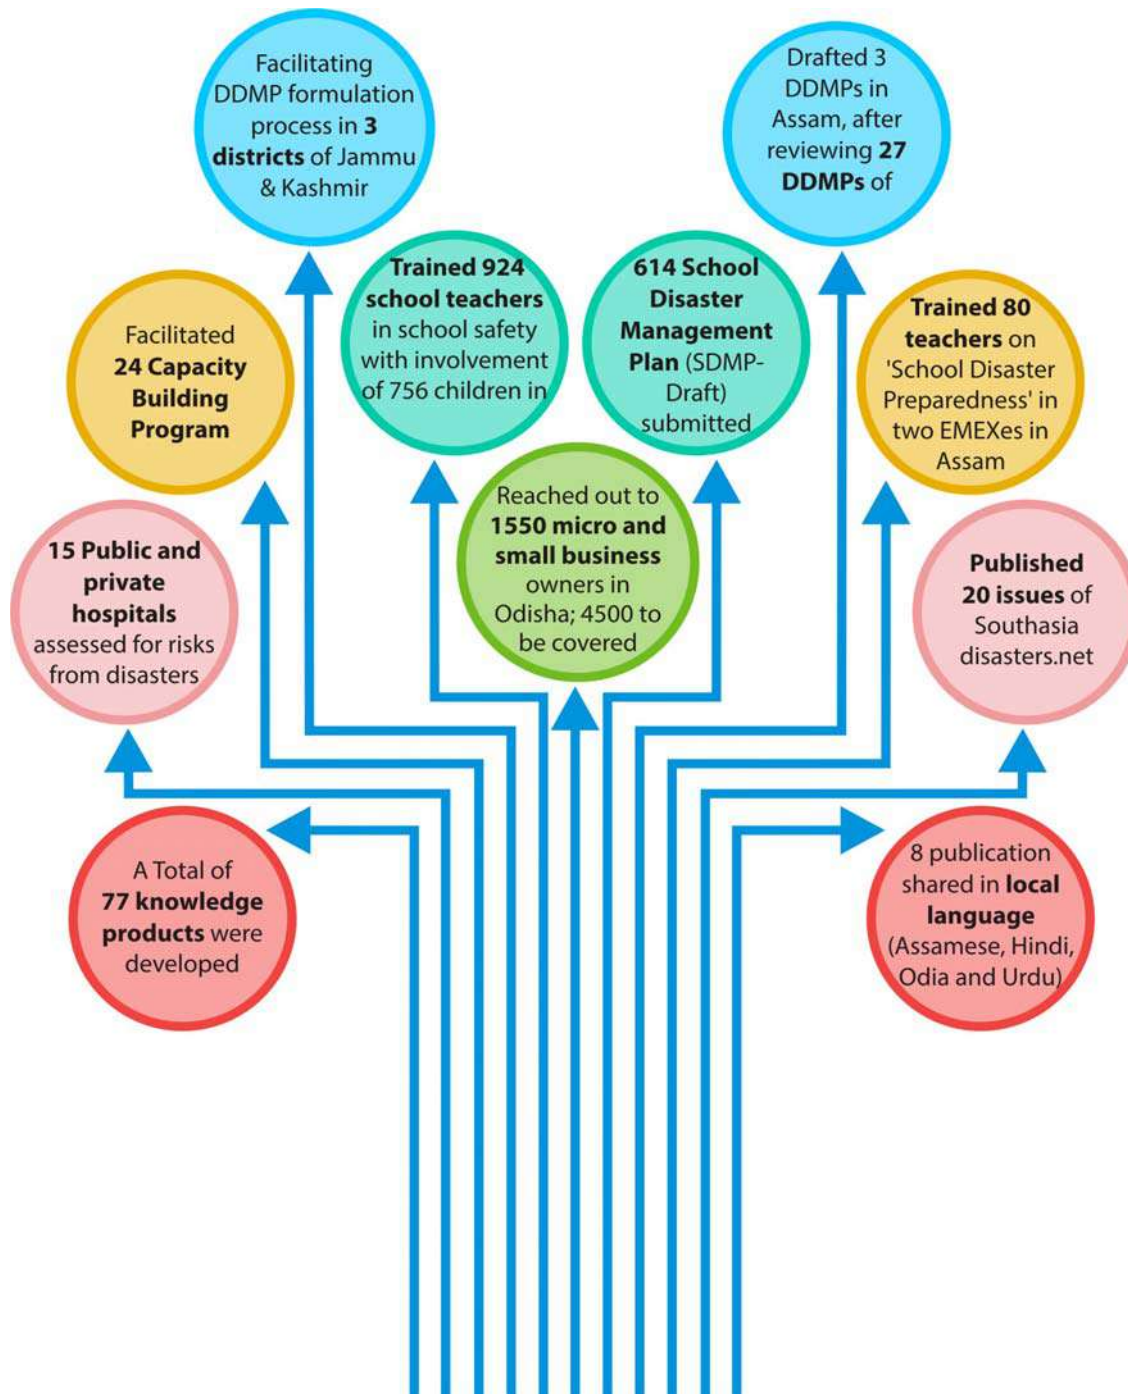 Facilitating
DDMP formulation
process in 3
districts of Jammu
& Kashmir
Drafted 3
DDMPs in
Assam, after
reviewing 27
DDMPs of
Trained 924
school teachers
in school safety
with involvement
of 756 children in
614 School
Disaster
Management
Plan (SDMP-
Draft)
submitted
Facilitated
24 Capacity
Building
Program
Trained 80
teachers on
'School Disaster
Preparedness' in
two EMEXes in
Assam
Reached out to
1550 micro and
small business
owners in
Odisha; 4500 to
be covered
15 Public and
private
hospitals
assessed for risks
from disasters
Published
20 issues of
Southasia
disasters.net
A Total of
77 knowledge
products were
developed
8 publication
shared in local
language
(Assamese, Hindi,
Odia and Urdu)